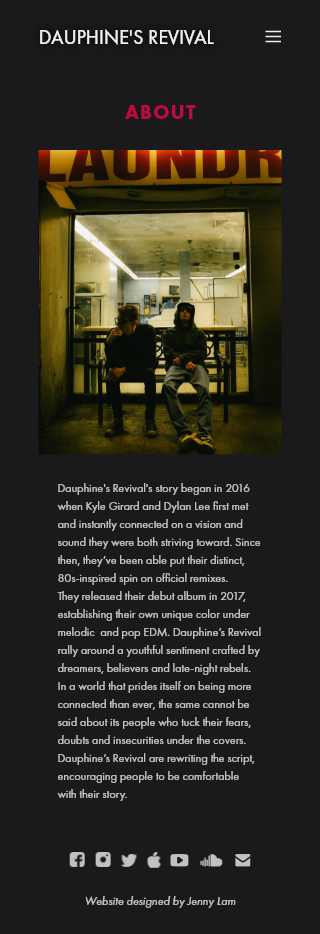 DAUPHINE'S REVIVAL
ABOUT
LAUNDR
Dauphine's Revival's story began in 2016
when Kyle Girard and Dylan Lee first met
and instantly connected on a vision and
sound they were both striving toward. Since
then, they've been able put their distinct,
80s-inspired spin on official remixes.
They released their debut album in 2017,
establishing their own unique color under
melodic  and pop EDM. Dauphine's Revival
rally around a youthful sentiment crafted by
dreamers, believers and late-night rebels.
In a world that prides itself on being more
connected than ever, the same cannot be
said about its people who tuck their fears,
doubts and insecurities under the covers.
Dauphine's Revival are rewriting the script,
encouraging people to be comfortable
with their story.
Website designed by Jenny Lam